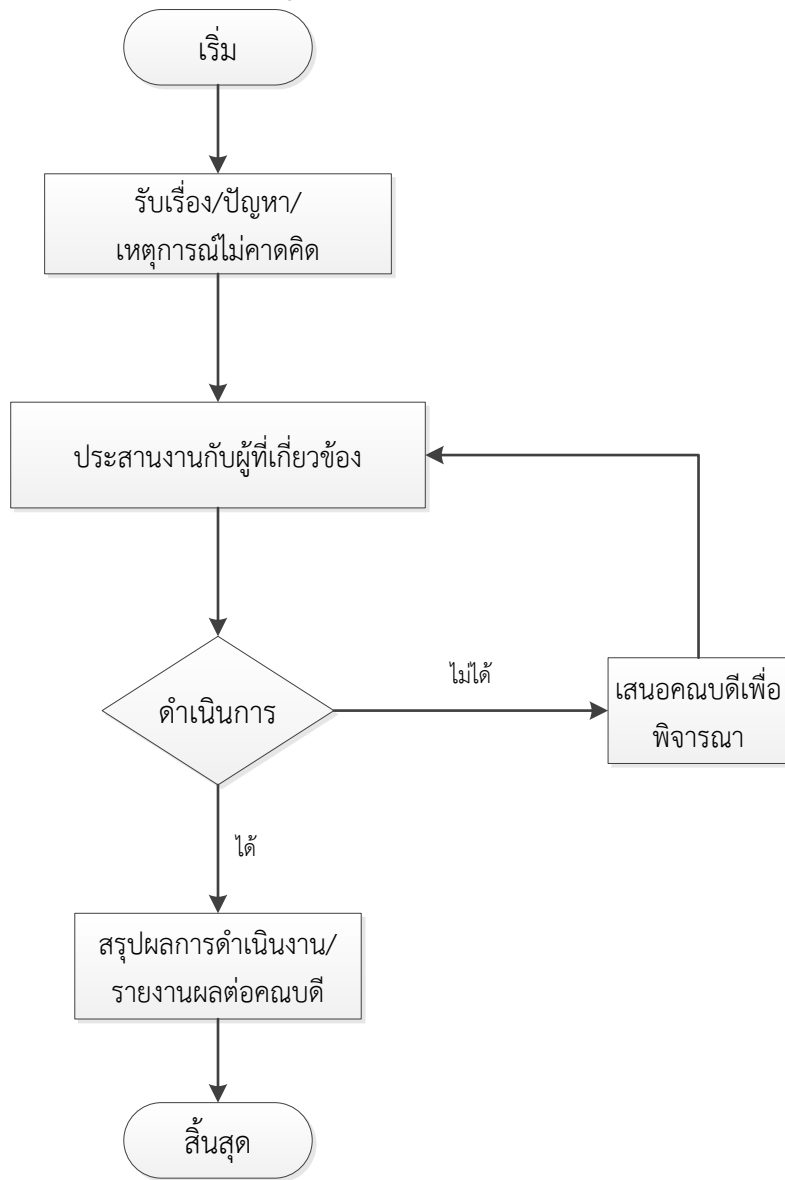 เริ่ม
รับเรื่อง/ปัญหา/
เหตุการณ์ไม่คาดคิด
ประสานงานกับผู้ที่เกี่ยวข้อง
ดำเนินการ
ไม่ได้
เสนอคณบดีเพื่อ
พิจารณา
ได้
สรุปผลการดำเนินงาน/
รายงานผลต่อคณบดี
สิ้นสุด